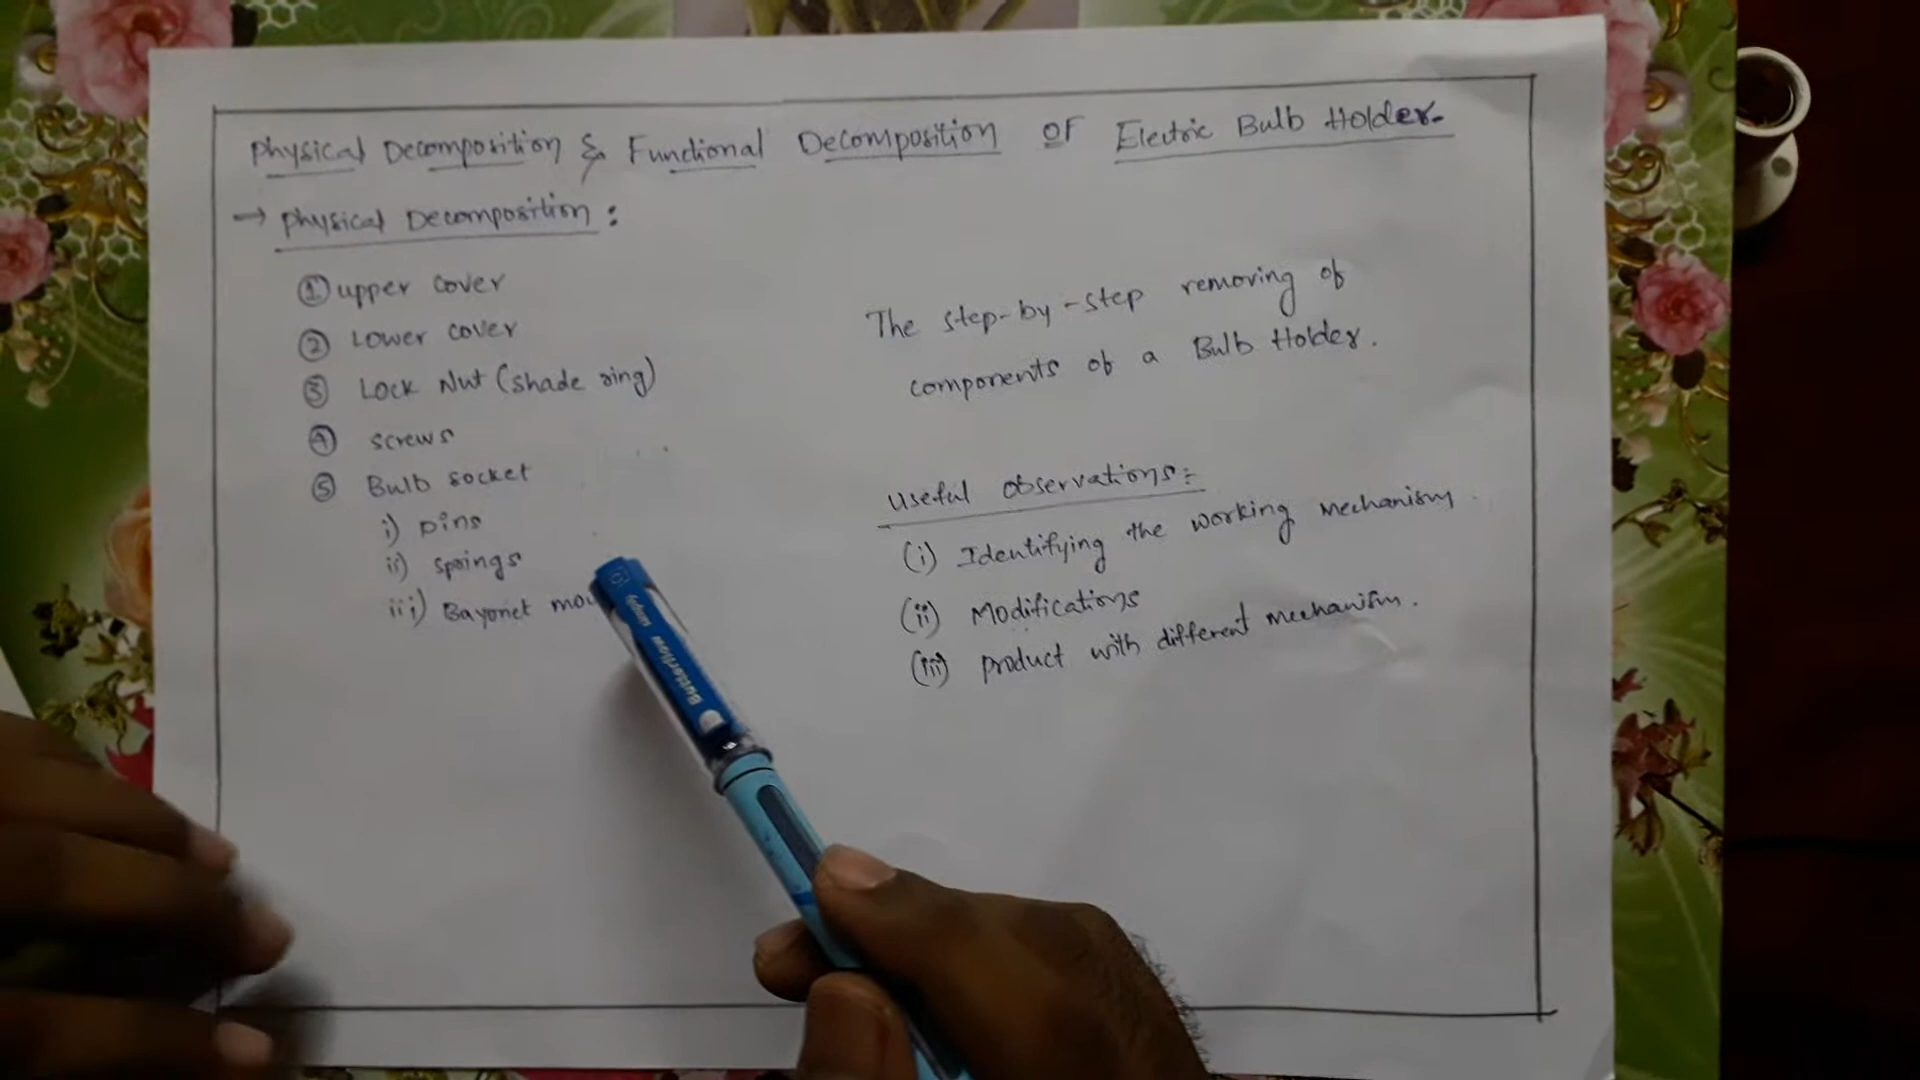 Physical Decomposition & Functional Decomposition of Electric Bulb Holder.
→ Physical Decomposition :
① upper cover
② Lower cover
③ Lock Nut (shade ring)
④ screws
⑤ Bulb socket
i) pins
ii) springs
iii) Bayonet
The step-by-step removing of
components of a Bulb Holder.
Useful observations:-
(i) Identifying the working mechanism.
(ii) Modifications
(iii) product with different mechanism.
Butterflow
simply